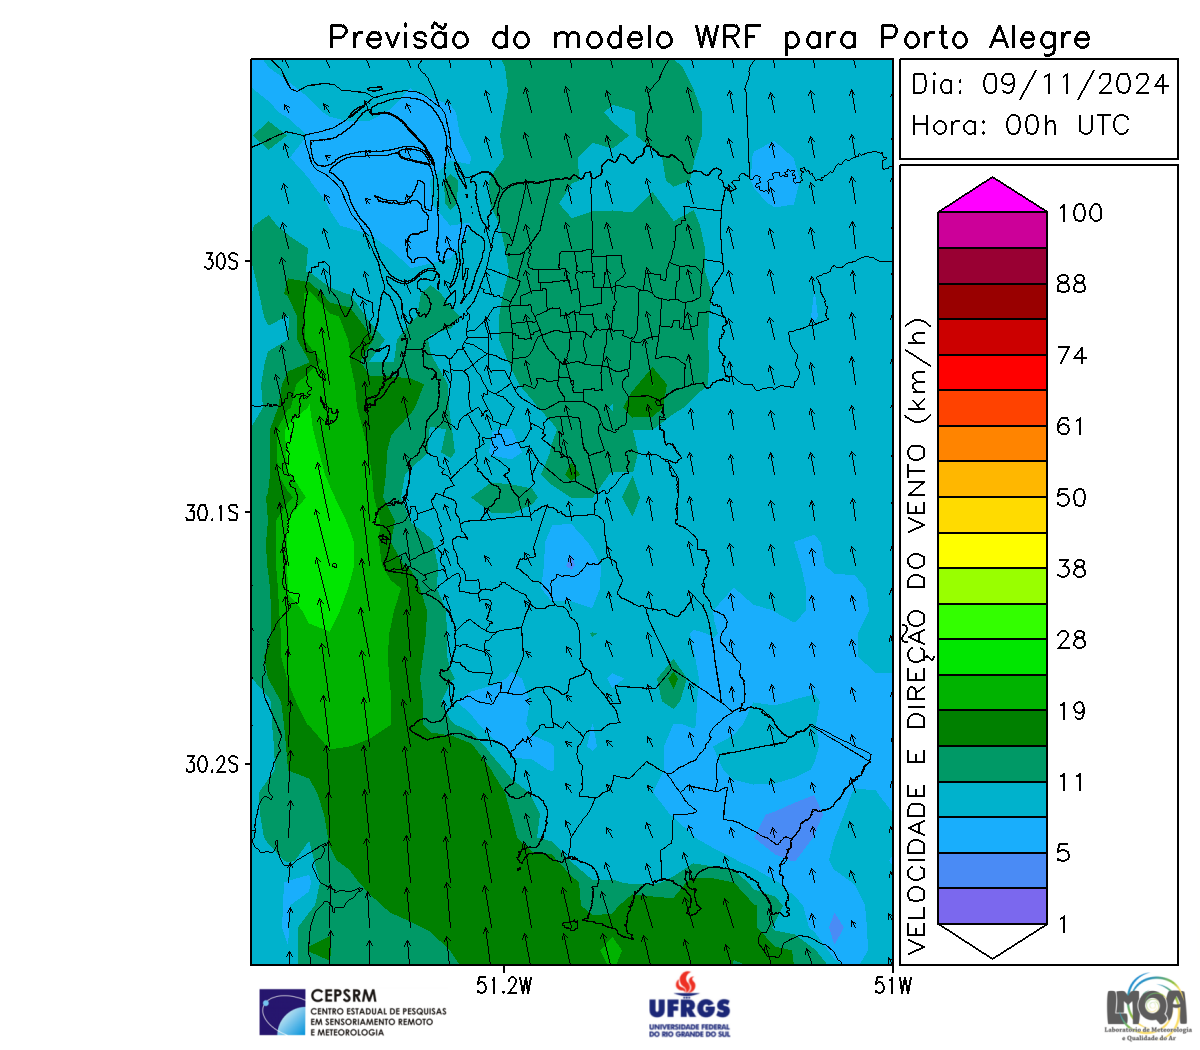 Previsão do modelo WRF para Porto Alegre
Dia: 09/11/2024
Hora: 00h UTC
30S
30.1S
30.2S
51.2W
51W
VELOCIDADE E DIREÇÃO DO VENTO (km/h)
100
88
74
61
50
38
28
19
11
5
1
CEPSRM
CENTRO ESTADUAL DE PESQUISAS
EM SENSORIAMENTO REMOTO
E METEOROLOGIA
UFRGS
UNIVERSIDADE FEDERAL
DO RIO GRANDE DO SUL
LMQA
Laboratório de Meteorologia
e Qualidade do Ar